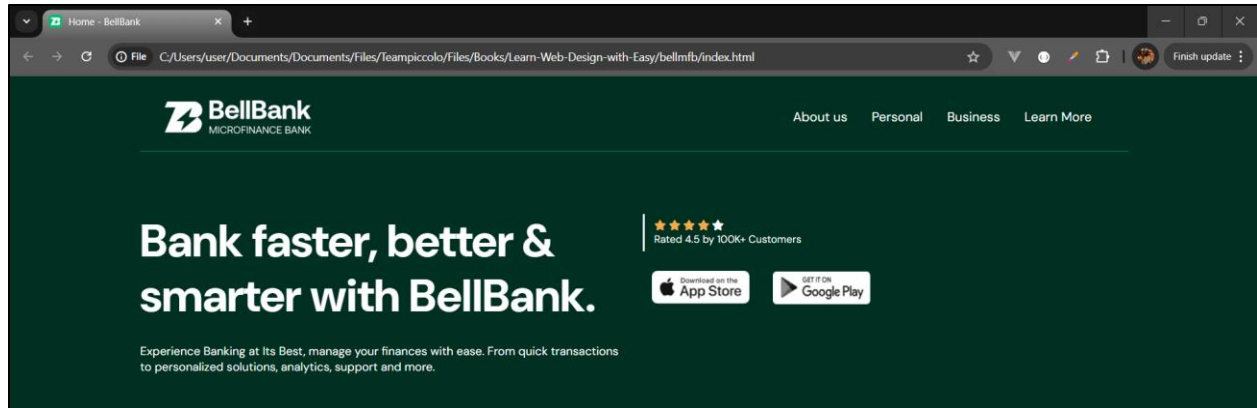 Home - BellBank
File C:/Users/user/Documents/Documents/Files/Teampiccolo/Files/Books/Learn-Web-Design-with-Easy/bellmfb/index.html
Finish update
BellBank
MICROFINANCE BANK
About us Personal Business Learn More
Bank faster, better &
smarter with BellBank.
Experience Banking at Its Best, manage your finances with ease. From quick transactions
to personalized solutions, analytics, support and more.
Rated 4.5 by 100K+ Customers
Download on the
App Store
GET IT ON
Google Play